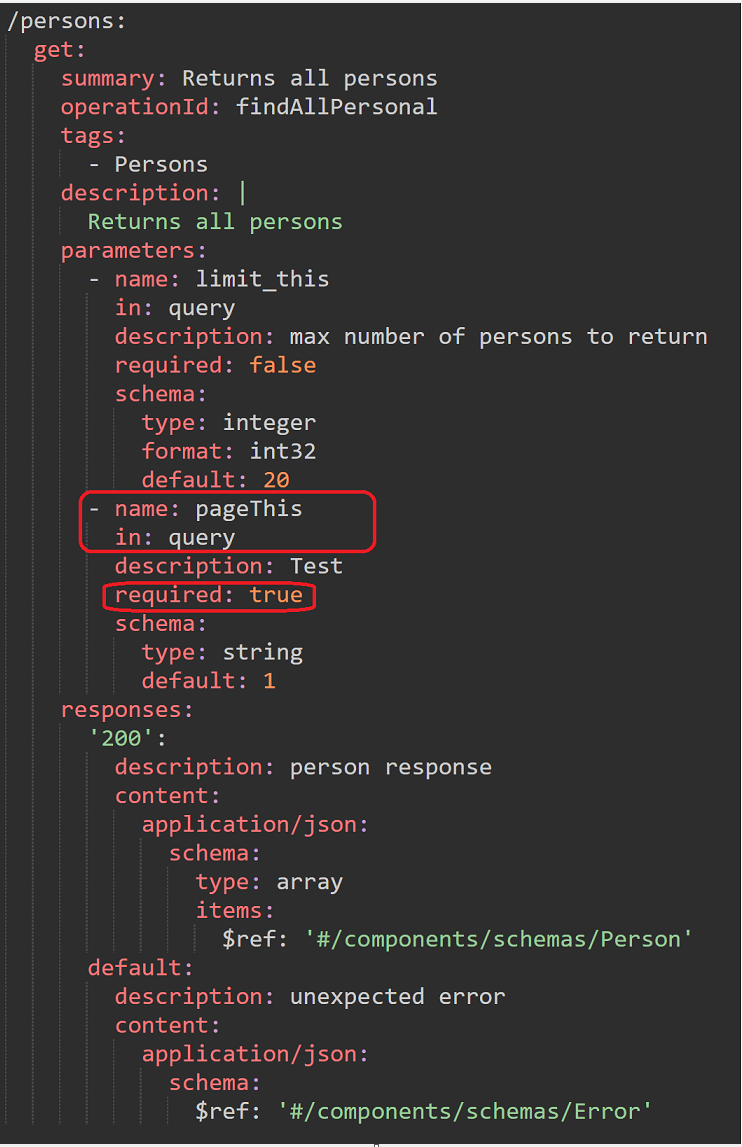 /persons:
get:
summary: Returns all persons
operationId: findAllPersonal
tags:
- Persons
description: |
Returns all persons
parameters:
- name: limit_this
in: query
description: max number of persons to return
required: false
schema:
type: integer
format: int32
default: 20
- name: pageThis
in: query
description: Test
required: true
schema:
type: string
default: 1
responses:
'200':
description: person response
content:
application/json:
schema:
type: array
items:
$ref: '#/components/schemas/Person'
default:
description: unexpected error
content:
application/json:
schema:
$ref: '#/components/schemas/Error'